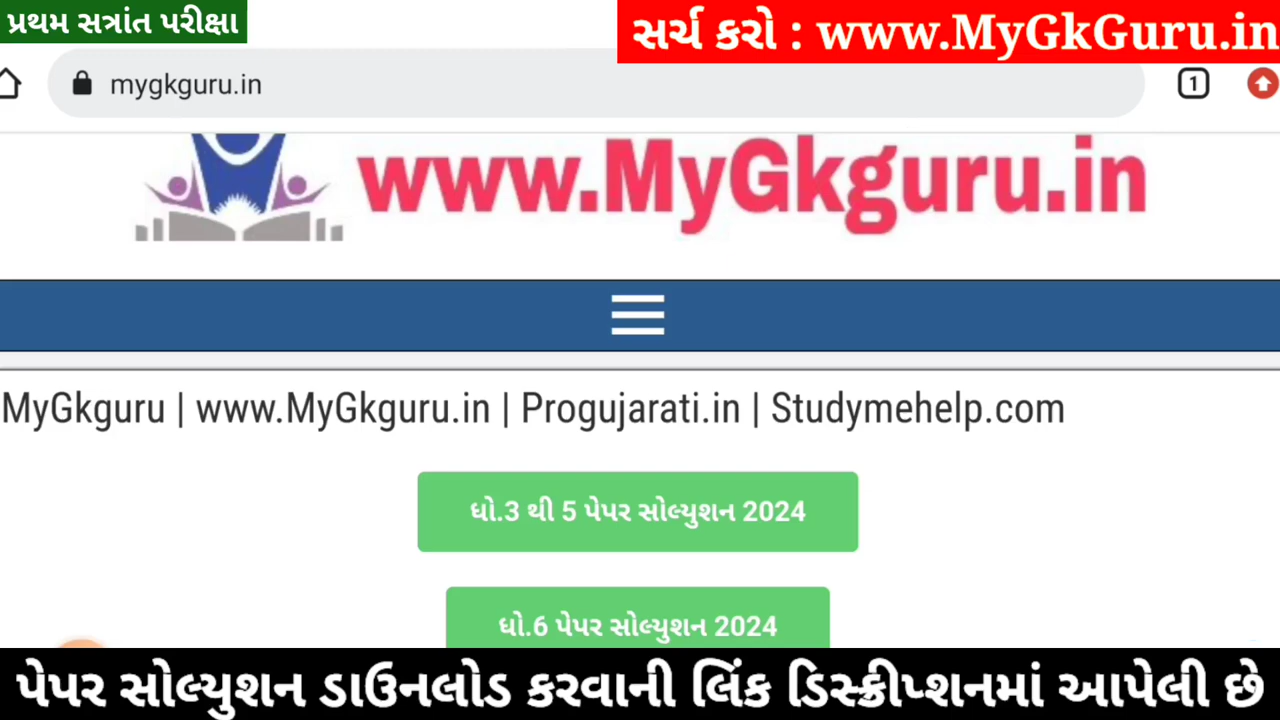 પ્રથમ સત્રાંત પરીક્ષા
સર્ચ કરો : www.MyGkGuru.in
mygkguru.in
1
www.MyGkguru.in
MyGkguru | www.MyGkguru.in | Progujarati.in | Studymehelp.com
ધો.3 થી 5 પેપર સોલ્યુશન 2024
ધો.6 પેપર સોલ્યુશન 2024
પેપર સોલ્યુશન ડાઉનલોડ કરવાની લિંક ડિસ્ક્રીપ્શનમાં આપેલી છે